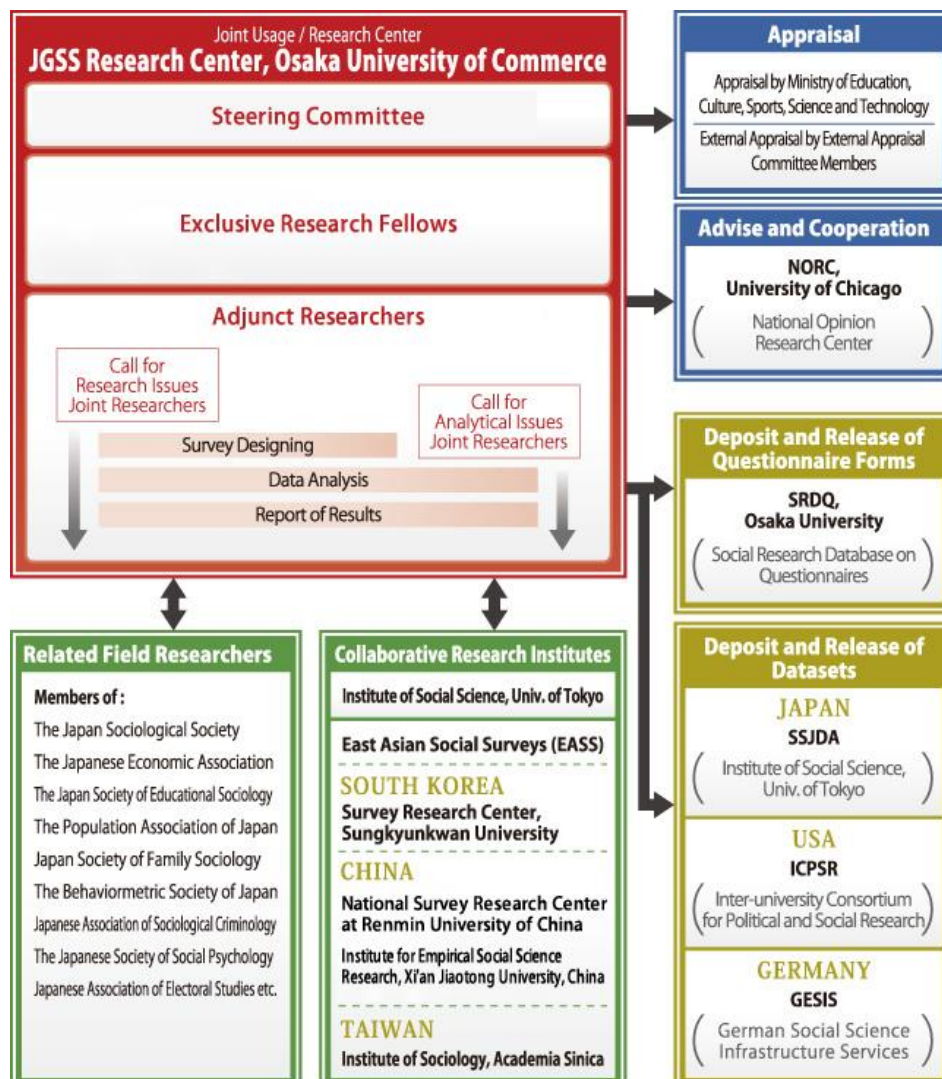 Joint Usage / Research Center
JGSS Research Center, Osaka University of Commerce
Steering Committee
Exclusive Research Fellows
Adjunct Researchers
Call for
Research Issues
Joint Researchers
Call for
Analytical Issues
Joint Researchers
Survey Designing
Data Analysis
Report of Results
Appraisal
Appraisal by Ministry of Education,
Culture, Sports, Science and Technology
External Appraisal by External Appraisal
Committee Members
Advise and Cooperation
NORC,
University of Chicago
( National Opinion
Research Center )
Deposit and Release of
Questionnaire Forms
SRDQ,
Osaka University
( Social Research Database on
Questionnaires )
Deposit and Release of
Datasets
JAPAN
SSJDA
( Institute of Social Science,
Univ. of Tokyo )
USA
ICPSR
( Inter-university Consortium
for Political and Social Research )
GERMANY
GESIS
( German Social Science
Infrastructure Services )
Related Field Researchers
Members of :
The Japan Sociological Society
The Japanese Economic Association
The Japan Society of Educational Sociology
The Population Association of Japan
Japan Society of Family Sociology
The Behaviormetric Society of Japan
Japanese Association of Sociological Criminology
The Japanese Society of Social Psychology
Japanese Association of Electoral Studies etc.
Collaborative Research Institutes
Institute of Social Science, Univ. of Tokyo
East Asian Social Surveys (EASS)
SOUTH KOREA
Survey Research Center,
Sungkyunkwan University
CHINA
National Survey Research Center
at Renmin University of China
Institute for Empirical Social Science
Research, Xi'an Jiaotong University, China
TAIWAN
Institute of Sociology, Academia Sinica